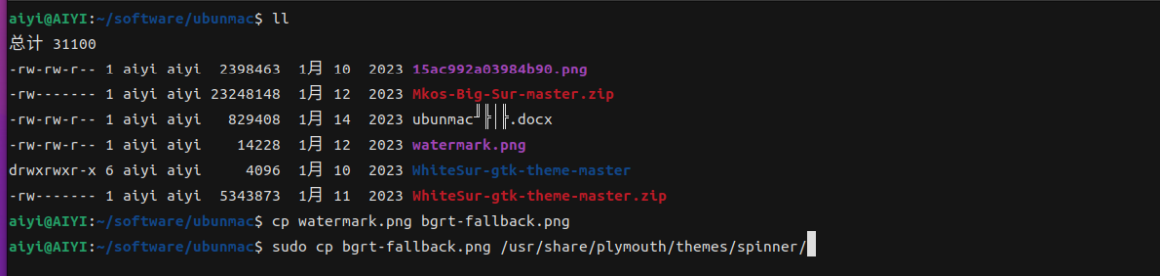 aiyi@AIYI:~/software/ubunmac$ ll
总计 31100
-rw-rw-r-- 1 aiyi aiyi  2398463  1月 10  2023 15ac992a03984b90.png
-rw------- 1 aiyi aiyi 23248148  1月 12  2023 Mkos-Big-Sur-master.zip
-rw-rw-r-- 1 aiyi aiyi   829408  1月 14  2023 ubunmac╝╠│╠.docx
-rw-rw-r-- 1 aiyi aiyi    14228  1月 12  2023 watermark.png
drwxrwxr-x 6 aiyi aiyi     4096  1月 10  2023 WhiteSur-gtk-theme-master
-rw------- 1 aiyi aiyi  5343873  1月 11  2023 WhiteSur-gtk-theme-master.zip
aiyi@AIYI:~/software/ubunmac$ cp watermark.png bgrt-fallback.png
aiyi@AIYI:~/software/ubunmac$ sudo cp bgrt-fallback.png /usr/share/plymouth/themes/spinner/